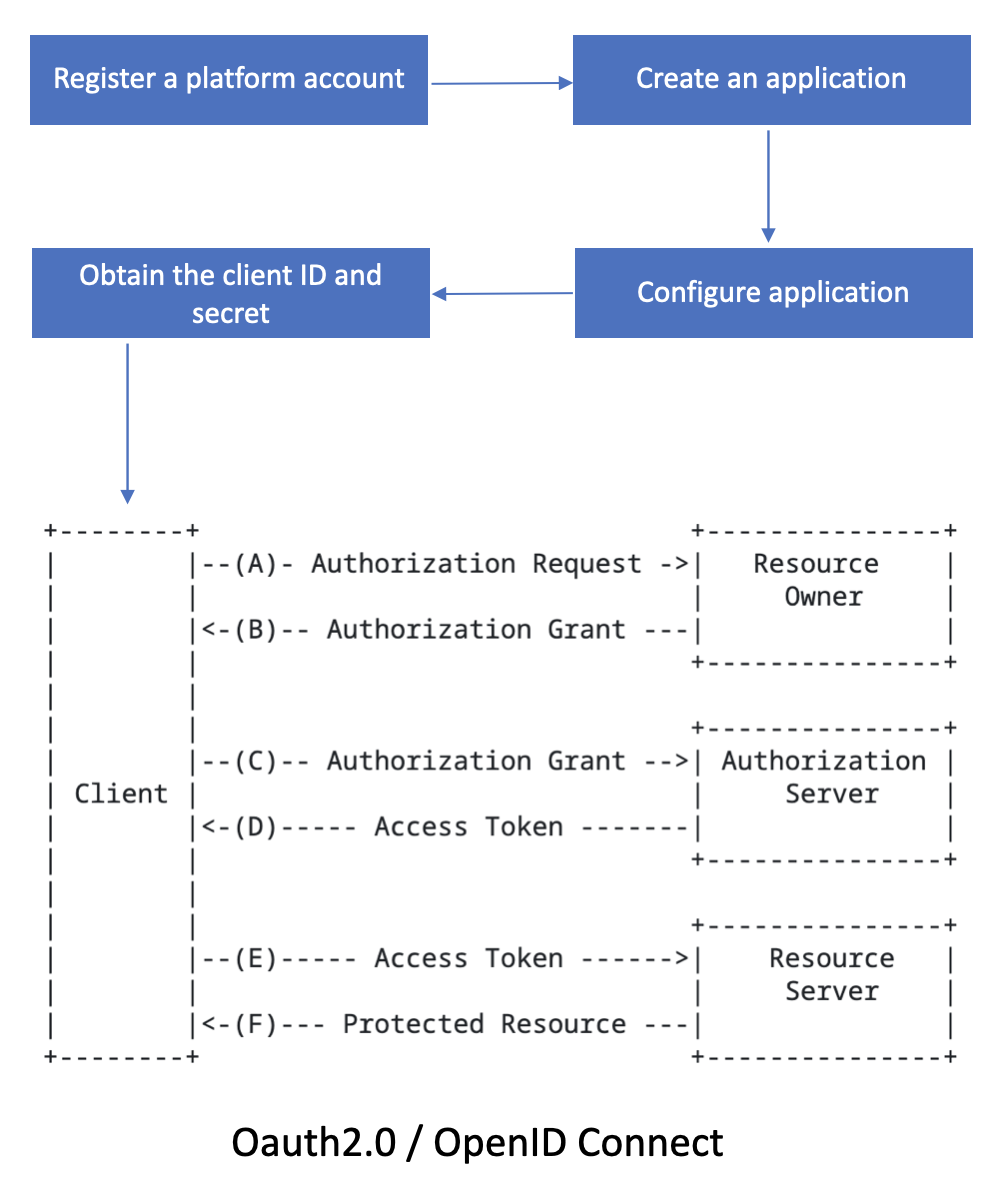 Register a platform account
Create an application
Obtain the client ID and
secret
Configure application
+--------+                               +---------------+
|        |--(A)- Authorization Request ->|   Resource    |
|        |                               |     Owner     |
|        |<-(B)-- Authorization Grant ---|               |
|        |                               +---------------+
|        |
|        |                               +---------------+
|        |--(C)-- Authorization Grant -->| Authorization |
| Client |                               |     Server    |
|        |<-(D)----- Access Token -------|               |
|        |                               +---------------+
|        |
|        |                               +---------------+
|        |--(E)----- Access Token ------>|    Resource   |
|        |                               |     Server    |
|        |<-(F)--- Protected Resource ---|               |
+--------+                               +---------------+
Oauth2.0 / OpenID Connect